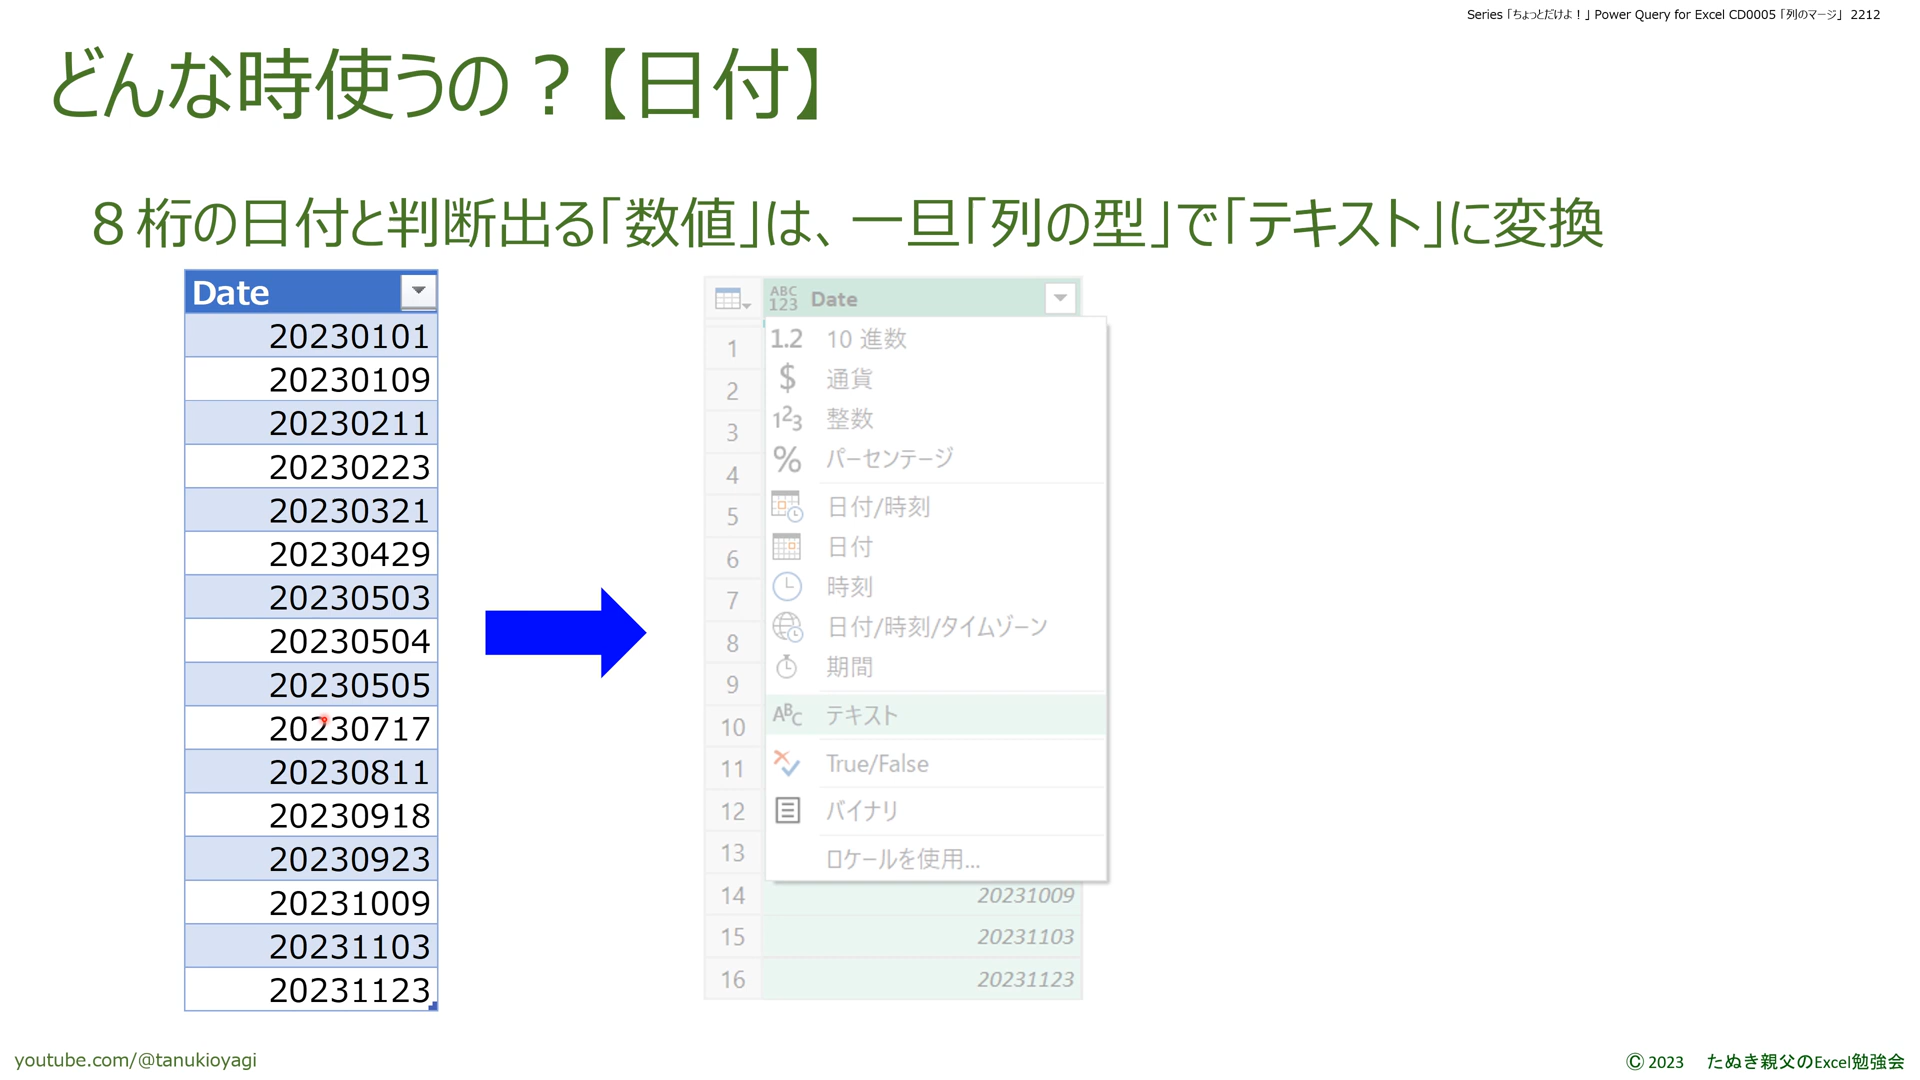 Series 「ちょっとだけよ！」 Power Query for Excel CD0005 「列のマージ」 2212
どんな時使うの？【日付】
８桁の日付と判断出る「数値」は、一旦「列の型」で「テキスト」に変換
Date
20230101
20230109
20230211
20230223
20230321
20230429
20230503
20230504
20230505
20230717
20230811
20230918
20230923
20231009
20231103
20231123
ABC 123 Date
1
2
3
4
5
6
7
8
9
10
11
12
13
14 20231009
15 20231103
16 20231123
1.2 10 進数
$ 通貨
123 整数
% パーセンテージ
日付/時刻
日付
時刻
日付/時刻/タイムゾーン
期間
ABC テキスト
True/False
バイナリ
ロケールを使用...
youtube.com/@tanukioyagi
© 2023 たぬき親父のExcel勉強会